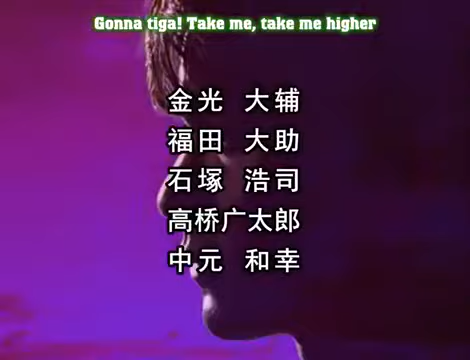 Gonna tiga! Take me, take me higher
金光 大辅
福田 大助
石塚 浩司
高桥广太郎
中元 和幸